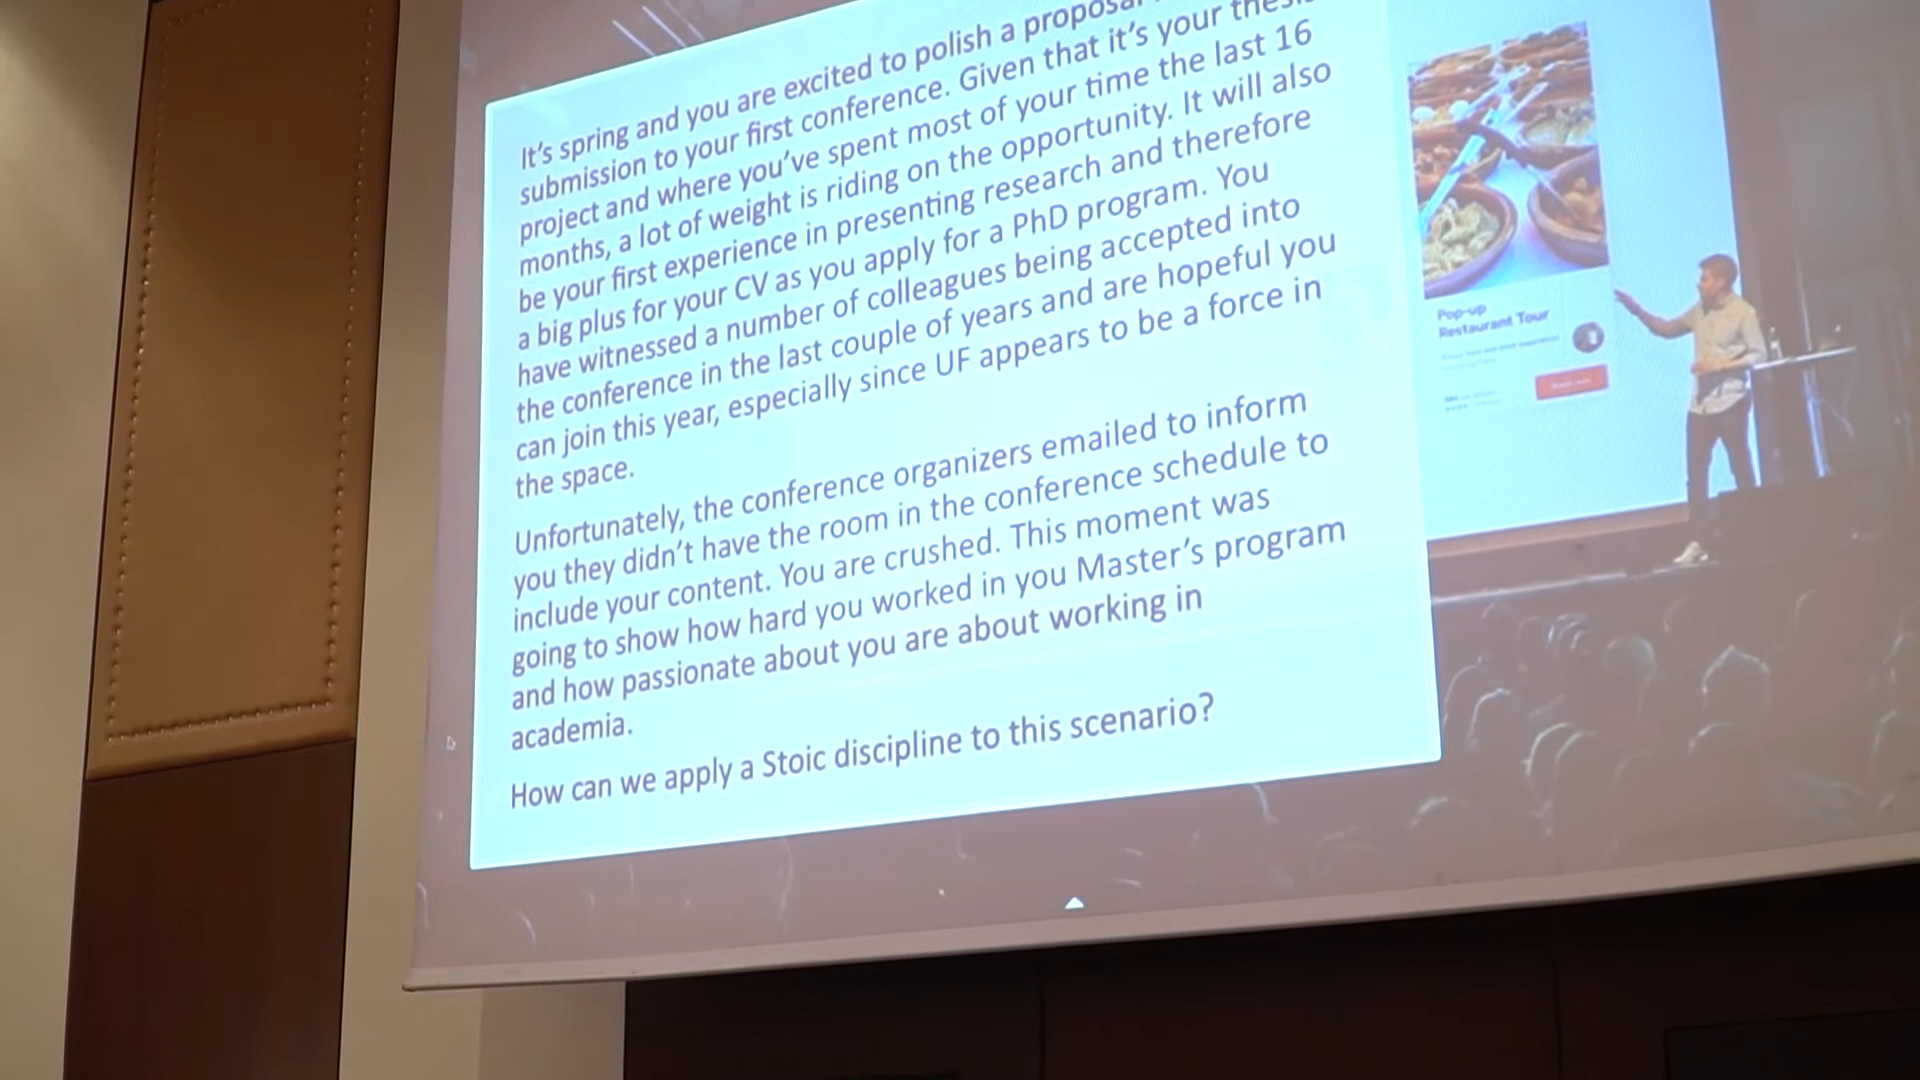 It's spring and you are excited to polish a proposal
submission to your first conference. Given that it's your thesis
project and where you've spent most of your time the last 16
months, a lot of weight is riding on the opportunity. It will also
be your first experience in presenting research and therefore
a big plus for your CV as you apply for a PhD program. You
have witnessed a number of colleagues being accepted into
the conference in the last couple of years and are hopeful you
can join this year, especially since UF appears to be a force in
the space.
Unfortunately, the conference organizers emailed to inform
you they didn't have the room in the conference schedule to
include your content. You are crushed. This moment was
going to show how hard you worked in you Master's program
and how passionate about you are about working in
academia.
How can we apply a Stoic discipline to this scenario?
Pop-up
Restaurant Tour